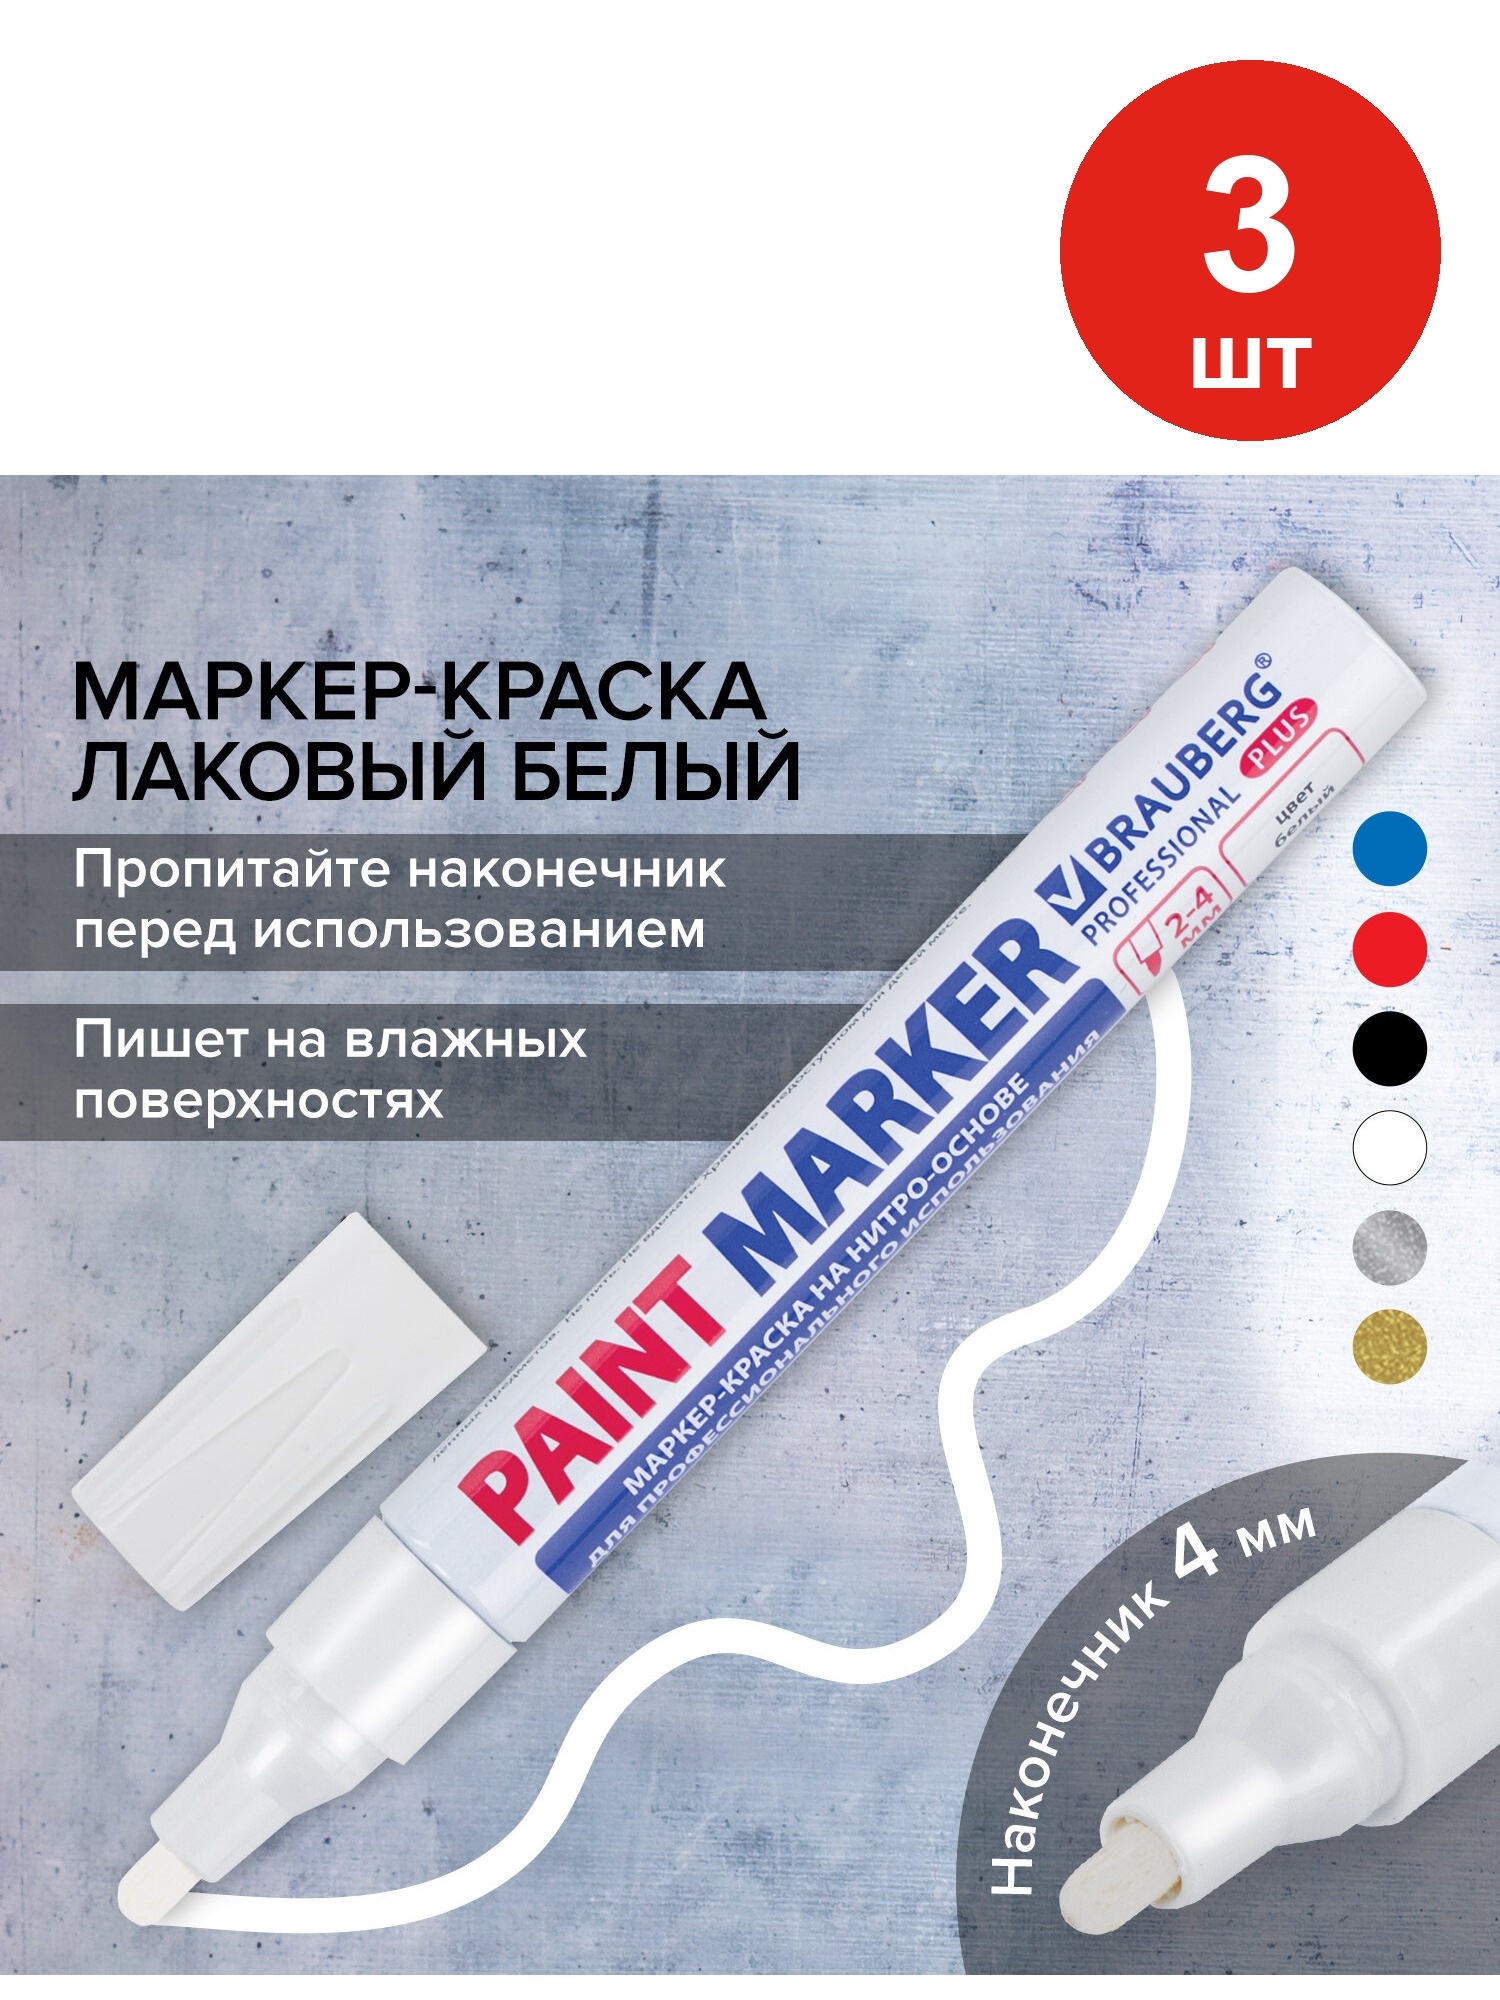 3
шт
МАРКЕР-КРАСКА
ЛАКОВЫЙ БЕЛЫЙ
Пропитайте наконечник
перед использованием
Пишет на влажных
поверхностях
BRAUBERG®
PROFESSIONAL PLUS
цвет
белый
2-4
мм
PAINT MARKER
МАРКЕР-КРАСКА НА НИТРО-ОСНОВЕ
ДЛЯ ПРОФЕССИОНАЛЬНОГО ИСПОЛЬЗОВАНИЯ
Наконечник 4 мм